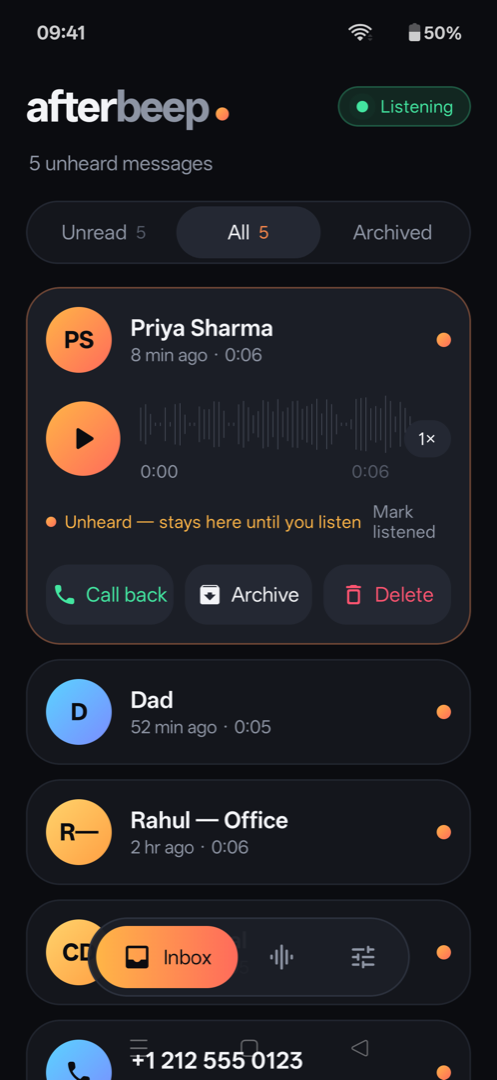 09:41
50%
afterbeep
Listening
5 unheard messages
Unread 5
All 5
Archived
PS
Priya Sharma
8 min ago · 0:06
1×
0:00
0:06
Unheard — stays here until you listen
Mark
listened
Call back
Archive
Delete
D
Dad
52 min ago · 0:05
R—
Rahul — Office
2 hr ago · 0:06
Inbox
+1 212 555 0123